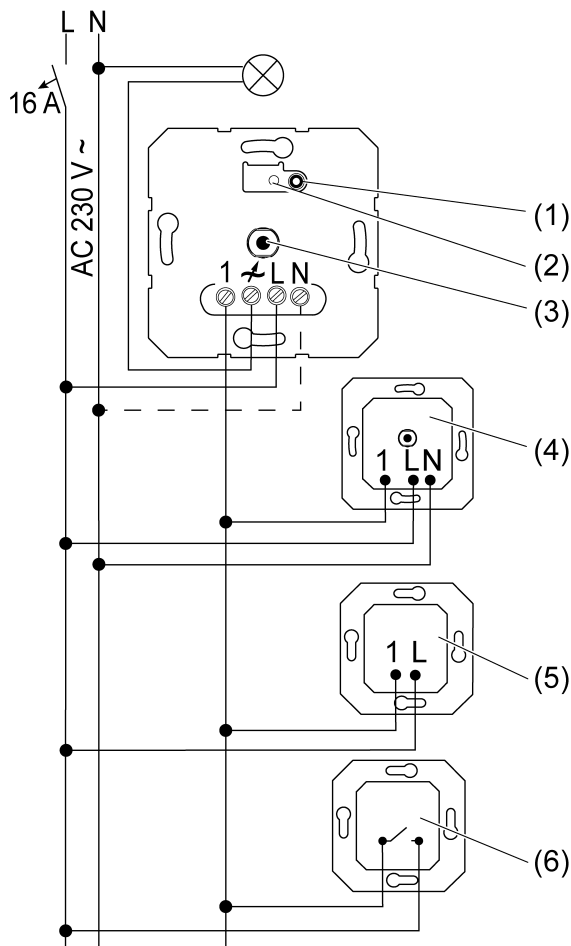 L N
16 A
AC 230 V ~
(1)
(2)
(3)
1 L N
1 L N
(4)
1 L
(5)
(6)